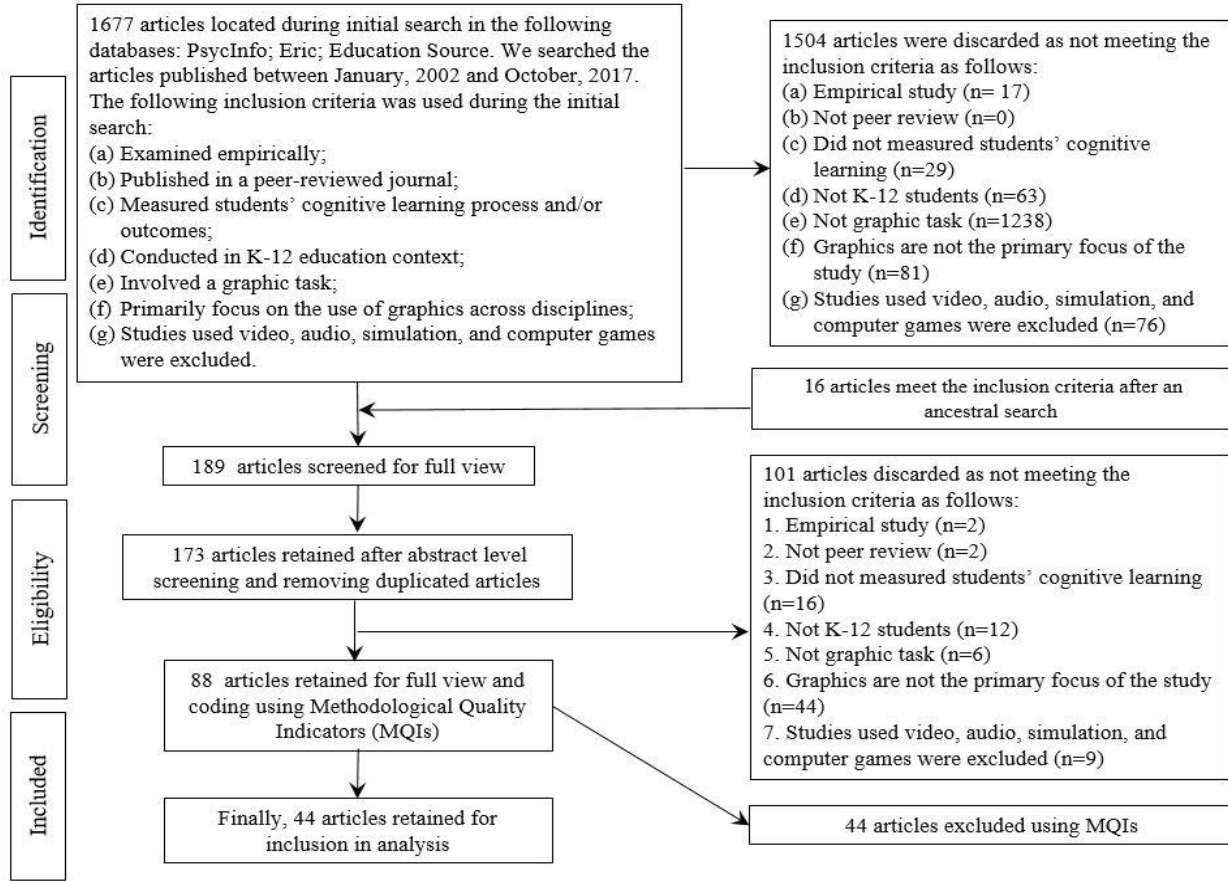 1677 articles located during initial search in the following
databases: PsycInfo; Eric; Education Source. We searched the
articles published between January, 2002 and October, 2017.
The following inclusion criteria was used during the initial
search:
(a) Examined empirically;
(b) Published in a peer-reviewed journal;
(c) Measured students' cognitive learning process and/or
outcomes;
(d) Conducted in K-12 education context;
(e) Involved a graphic task;
(f) Primarily focus on the use of graphics across disciplines;
(g) Studies used video, audio, simulation, and computer games
were excluded.
1504 articles were discarded as not meeting the
inclusion criteria as follows:
(a) Empirical study (n= 17)
(b) Not peer review (n=0)
(c) Did not measured students' cognitive
learning (n=29)
(d) Not K-12 students (n=63)
(e) Not graphic task (n=1238)
(f) Graphics are not the primary focus of the
study (n=81)
(g) Studies used video, audio, simulation, and
computer games were excluded (n=76)
Identification
Screening
16 articles meet the inclusion criteria after an
ancestral search
189 articles screened for full view
Eligibility
173 articles retained after abstract level
screening and removing duplicated articles
101 articles discarded as not meeting the
inclusion criteria as follows:
1. Empirical study (n=2)
2. Not peer review (n=2)
3. Did not measured students' cognitive learning
(n=16)
4. Not K-12 students (n=12)
5. Not graphic task (n=6)
6. Graphics are not the primary focus of the study
(n=44)
7. Studies used video, audio, simulation, and
computer games were excluded (n=9)
88 articles retained for full view and
coding using Methodological Quality
Indicators (MQIs)
Included
Finally, 44 articles retained for
inclusion in analysis
44 articles excluded using MQIs